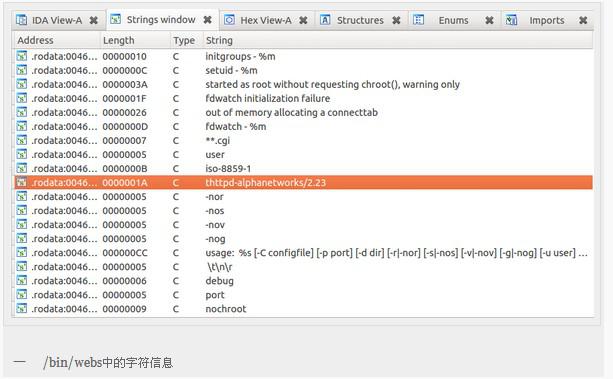 IDA View-A Strings window Hex View-A Structures Enums Imports
Address Length Type String
.rodata:0046... 00000010 C initgroups - %m
.rodata:0046... 0000000C C setuid - %m
.rodata:0046... 0000003A C started as root without requesting chroot(), warning only
.rodata:0046... 0000001F C fdwatch initialization failure
.rodata:0046... 00000026 C out of memory allocating a connecttab
.rodata:0046... 0000000D C fdwatch - %m
.rodata:0046... 00000007 C **.cgi
.rodata:0046... 00000005 C user
.rodata:0046... 0000000B C iso-8859-1
.rodata:0046... 0000001A C thttpd-alphanetworks/2.23
.rodata:0046... 00000005 C -nor
.rodata:0046... 00000005 C -nos
.rodata:0046... 00000005 C -nov
.rodata:0046... 00000005 C -nog
.rodata:0046... 000000CC C usage: %s [-C configfile] [-p port] [-d dir] [-r|-nor] [-s|-nos] [-v|-nov] [-g|-nog] [-u user] ...
.rodata:0046... 00000005 C \t\n\r
.rodata:0046... 00000006 C debug
.rodata:0046... 00000005 C port
.rodata:0046... 00000009 C nochroot
— /bin/webs中的字符信息